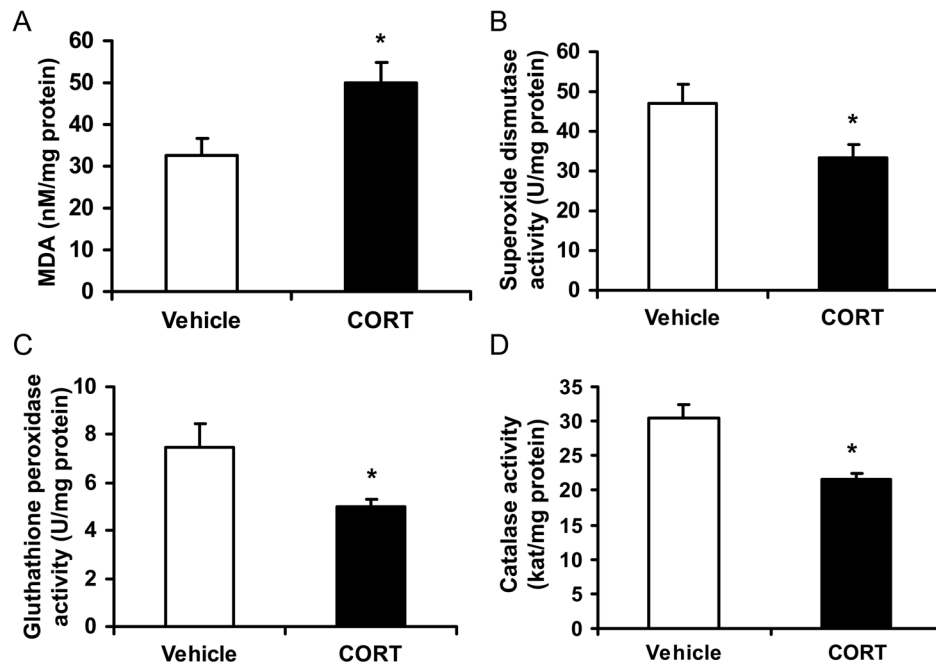 A
MDA (nM/mg protein)
60
50
40
30
20
10
0
*
Vehicle
CORT
B
Superoxide dismutase
activity (U/mg protein)
60
50
40
30
20
10
0
*
Vehicle
CORT
C
Gluthathione peroxidase
activity (U/mg protein)
10
8
6
4
2
0
*
Vehicle
CORT
D
Catalase activity
(kat/mg protein)
35
30
25
20
15
10
5
0
*
Vehicle
CORT